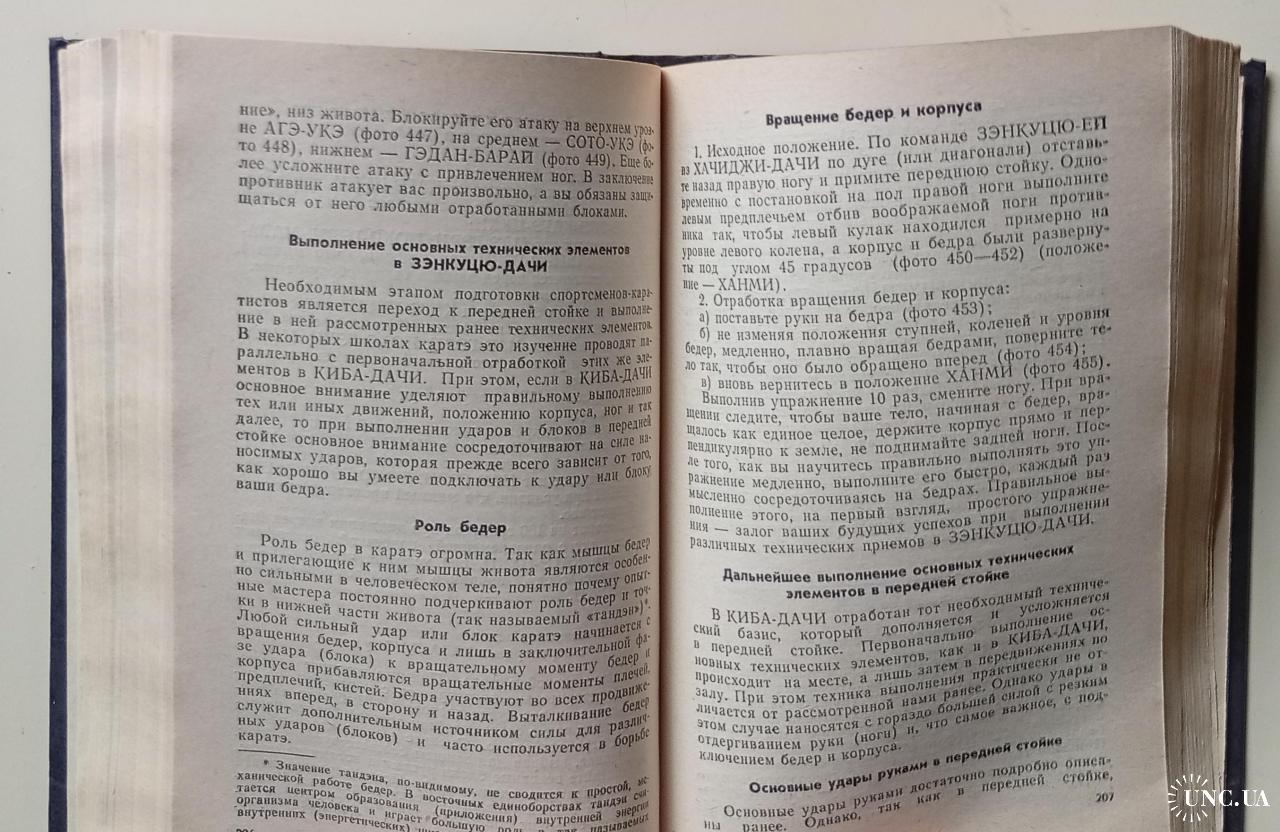 ние», низ живота. Блокируйте его атаку на верхнем уров-
не АГЭ-УКЭ (фото 447), на среднем — СОТО-УКЭ (фо-
то 448), нижнем — ГЭДАН-БАРАЙ (фото 449). Еще бо-
лее усложните атаку с привлечением ног. В заключение
противник атакует вас произвольно, а вы обязаны защи-
щаться от него любыми отработанными блоками.
Выполнение основных технических элементов
в ЗЭНКУЦЮ-ДАЧИ
Необходимым этапом подготовки спортсменов-кара-
тистов является переход к передней стойке и выполне-
ние в ней рассмотренных ранее технических элементов.
В некоторых школах каратэ это изучение проводят па-
раллельно с первоначальной отработкой этих же эле-
ментов в КИБА-ДАЧИ. При этом, если в КИБА-ДАЧИ
основное внимание уделяют правильному выполнению
тех или иных движений, положению корпуса, ног и так
далее, то при выполнении ударов и блоков в передней
стойке основное внимание сосредоточивают на силе на-
носимых ударов, которая прежде всего зависит от того,
как хорошо вы умеете подключать к удару или блоку
ваши бедра.
Роль бедер
Роль бедер в каратэ огромна. Так как мышцы бедер
и прилегающие к ним мышцы живота являются особен-
но сильными в человеческом теле, понятно почему опыт-
ные мастера постоянно подчеркивают роль бедер и точ-
ки в нижней части живота (так называемый «тандэн»)*.
Любой сильный удар или блок каратэ начинается с
вращения бедер, корпуса и лишь в заключительной фа-
зе удара (блока) к вращательному моменту бедер и
корпуса прибавляются вращательные моменты плечей,
предплечий, кистей. Бедра участвуют во всех продвиже-
ниях вперед, в сторону и назад. Выталкивание бедер
служит дополнительным источником силы для различ-
ных ударов (блоков) и часто используется в борьбе
каратэ.
* Значение тандэна, по-видимому, не сводится к простой, ме-
ханической работе бедер. В восточных единоборствах тандэн счи-
тается центром образования (приложения) внутренней энергии
организма человека и играет большую роль в так называемых
внутренних (энергетических)
Вращение бедер и корпуса
1. Исходное положение. По команде ЗЭНКУЦЮ-ЕЙ
из ХАЧИДЖИ-ДАЧИ по дуге (или диагонали) отставь-
те назад правую ногу и примите переднюю стойку. Одно-
временно с постановкой на пол правой ноги выполните
левым предплечьем отбив воображаемой ноги против-
ника так, чтобы левый кулак находился примерно на
уровне левого колена, а корпус и бедра были разверну-
ты под углом 45 градусов (фото 450—452) (положе-
ние — ХАНМИ).
2. Отработка вращения бедер и корпуса:
а) поставьте руки на бедра (фото 453);
б) не изменяя положения ступней, коленей и уровня
бедер, медленно, плавно вращая бедрами, поверните те-
ло так, чтобы оно было обращено вперед (фото 454);
в) вновь вернитесь в положение ХАНМИ (фото 455).
Выполнив упражнение 10 раз, смените ногу. При вра-
щении следите, чтобы ваше тело, начиная с бедер, вра-
щалось как единое целое, держите корпус прямо и пер-
пендикулярно к земле, не поднимайте задней ноги. Пос-
ле того, как вы научитесь правильно выполнять это уп-
ражнение медленно, выполните его быстро, каждый раз
мысленно сосредоточиваясь на бедрах. Правильное вы-
полнение этого, на первый взгляд, простого упражне-
ния — залог ваших будущих успехов при выполнении
различных технических приемов в ЗЭНКУЦЮ-ДАЧИ.
Дальнейшее выполнение основных технических
элементов в передней стойке
В КИБА-ДАЧИ отработан тот необходимый техниче-
ский базис, который дополняется и усложняется
в передней стойке. Первоначально выполнение ос-
новных технических элементов, как и в КИБА-ДАЧИ,
происходит на месте, а лишь затем в передвижениях по
залу. При этом техника выполнения практически не от-
личается от рассмотренной нами ранее. Однако удары в
этом случае наносятся с гораздо большей силой с резким
отдергиванием руки (ноги) и, что самое важное, с под-
ключением бедер и корпуса.
Основные удары руками в передней стойке
Основные удары руками достаточно подробно описа-
ны ранее. Однако, так как в передней стойке,
207
UNC.UA